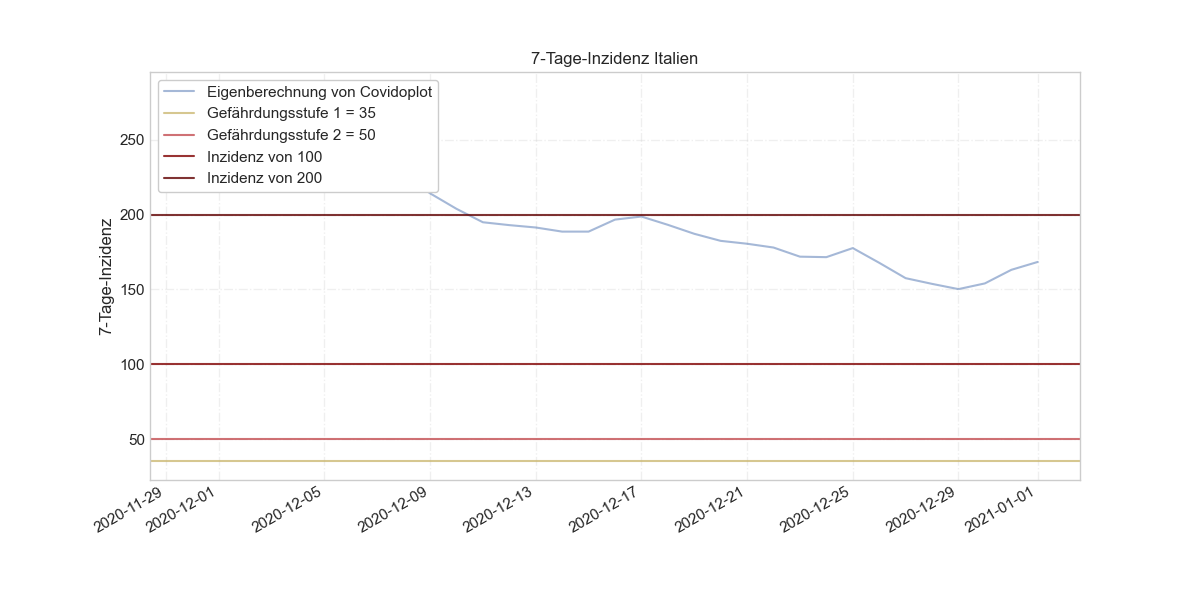 7-Tage-Inzidenz Italien
Eigenberechnung von Covidoplot
Gefährdungsstufe 1 = 35
Gefährdungsstufe 2 = 50
Inzidenz von 100
Inzidenz von 200
7-Tage-Inzidenz
250
200
150
100
50
2020-11-29
2020-12-01
2020-12-05
2020-12-09
2020-12-13
2020-12-17
2020-12-21
2020-12-25
2020-12-29
2021-01-01